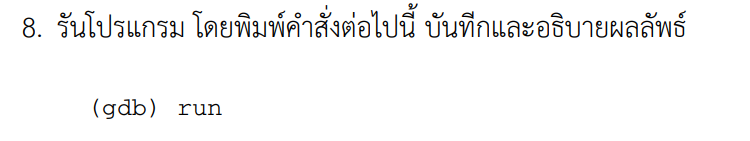 8. รันโปรแกรม โดยพิมพ์คำสั่งต่อไปนี้ บันทึกและอธิบายผลลัพธ์
(gdb) run